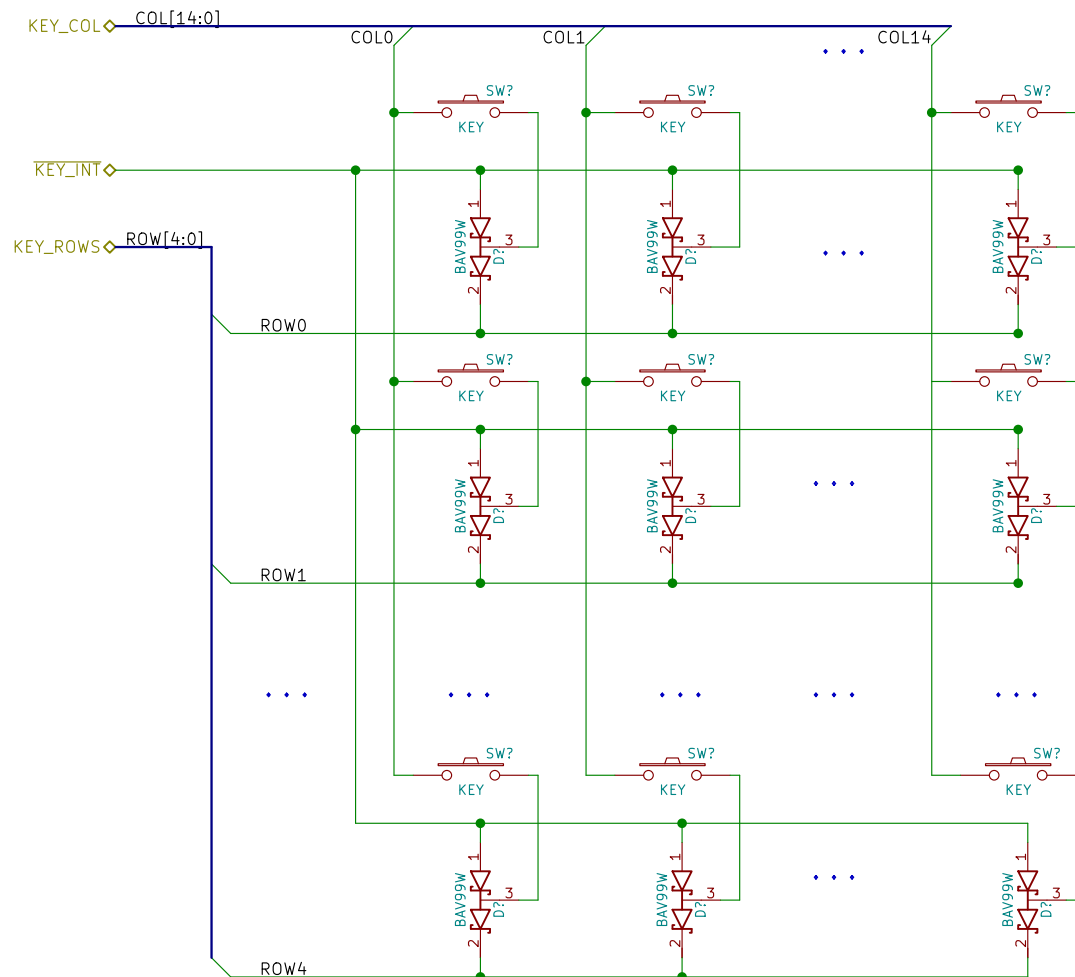 KEY_COL COL[14:0]
COL0 COL1 COL14
SW? SW? SW?
KEY KEY KEY
KEY_INT
1 1 1
BAV99W 3 D? BAV99W 3 D? BAV99W 3 D?
2 2 2
KEY_ROWS ROW[4:0]
ROW0
SW? SW? SW?
KEY KEY KEY
1 1 1
BAV99W 3 D? BAV99W 3 D? BAV99W 3 D?
2 2 2
ROW1
SW? SW? SW?
KEY KEY KEY
1 1 1
BAV99W 3 D? BAV99W 3 D? BAV99W 3 D?
2 2 2
ROW4